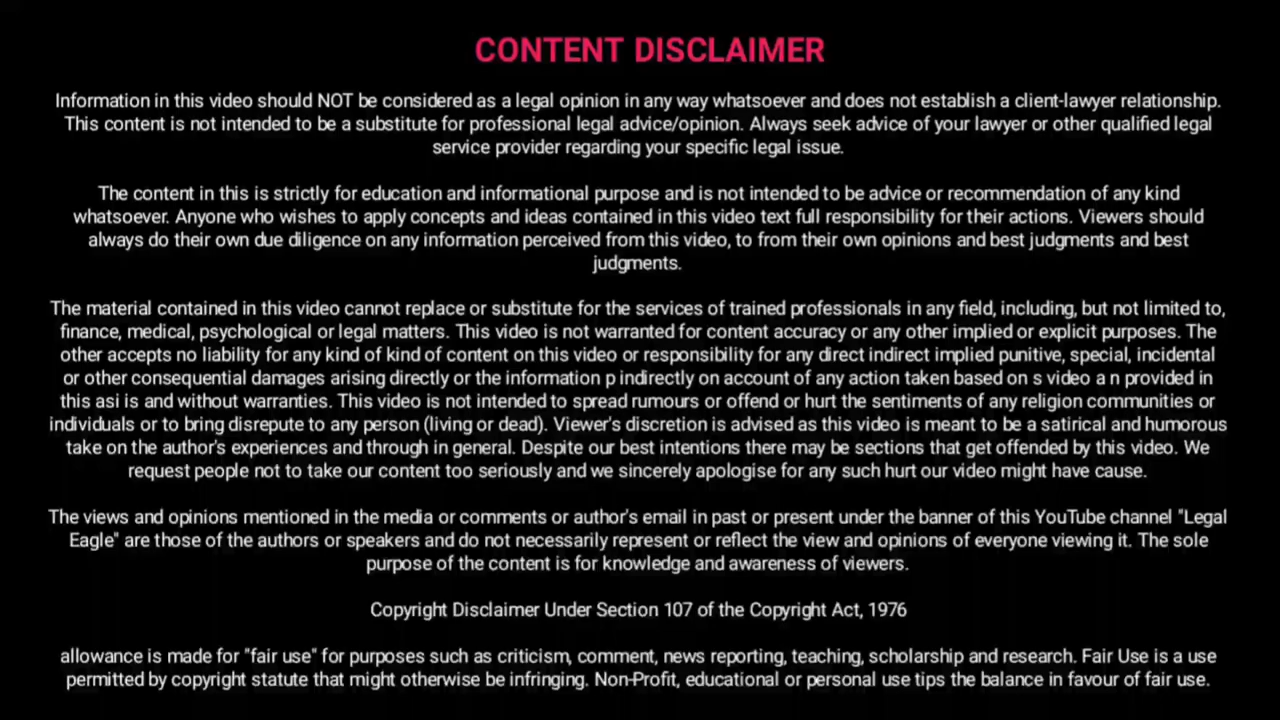 CONTENT DISCLAIMER
Information in this video should NOT be considered as a legal opinion in any way whatsoever and does not establish a client-lawyer relationship.
This content is not intended to be a substitute for professional legal advice/opinion. Always seek advice of your lawyer or other qualified legal
service provider regarding your specific legal issue.
The content in this is strictly for education and informational purpose and is not intended to be advice or recommendation of any kind
whatsoever. Anyone who wishes to apply concepts and ideas contained in this video text full responsibility for their actions. Viewers should
always do their own due diligence on any information perceived from this video, to from their own opinions and best judgments and best
judgments.
The material contained in this video cannot replace or substitute for the services of trained professionals in any field, including, but not limited to,
finance, medical, psychological or legal matters. This video is not warranted for content accuracy or any other implied or explicit purposes. The
other accepts no liability for any kind of kind of content on this video or responsibility for any direct indirect implied punitive, special, incidental
or other consequential damages arising directly or the information p indirectly on account of any action taken based on s video a n provided in
this asi is and without warranties. This video is not intended to spread rumours or offend or hurt the sentiments of any religion communities or
individuals or to bring disrepute to any person (living or dead). Viewer's discretion is advised as this video is meant to be a satirical and humorous
take on the author's experiences and through in general. Despite our best intentions there may be sections that get offended by this video. We
request people not to take our content too seriously and we sincerely apologise for any such hurt our video might have cause.
The views and opinions mentioned in the media or comments or author's email in past or present under the banner of this YouTube channel "Legal
Eagle" are those of the authors or speakers and do not necessarily represent or reflect the view and opinions of everyone viewing it. The sole
purpose of the content is for knowledge and awareness of viewers.
Copyright Disclaimer Under Section 107 of the Copyright Act, 1976
allowance is made for "fair use" for purposes such as criticism, comment, news reporting, teaching, scholarship and research. Fair Use is a use
permitted by copyright statute that might otherwise be infringing. Non-Profit, educational or personal use tips the balance in favour of fair use.